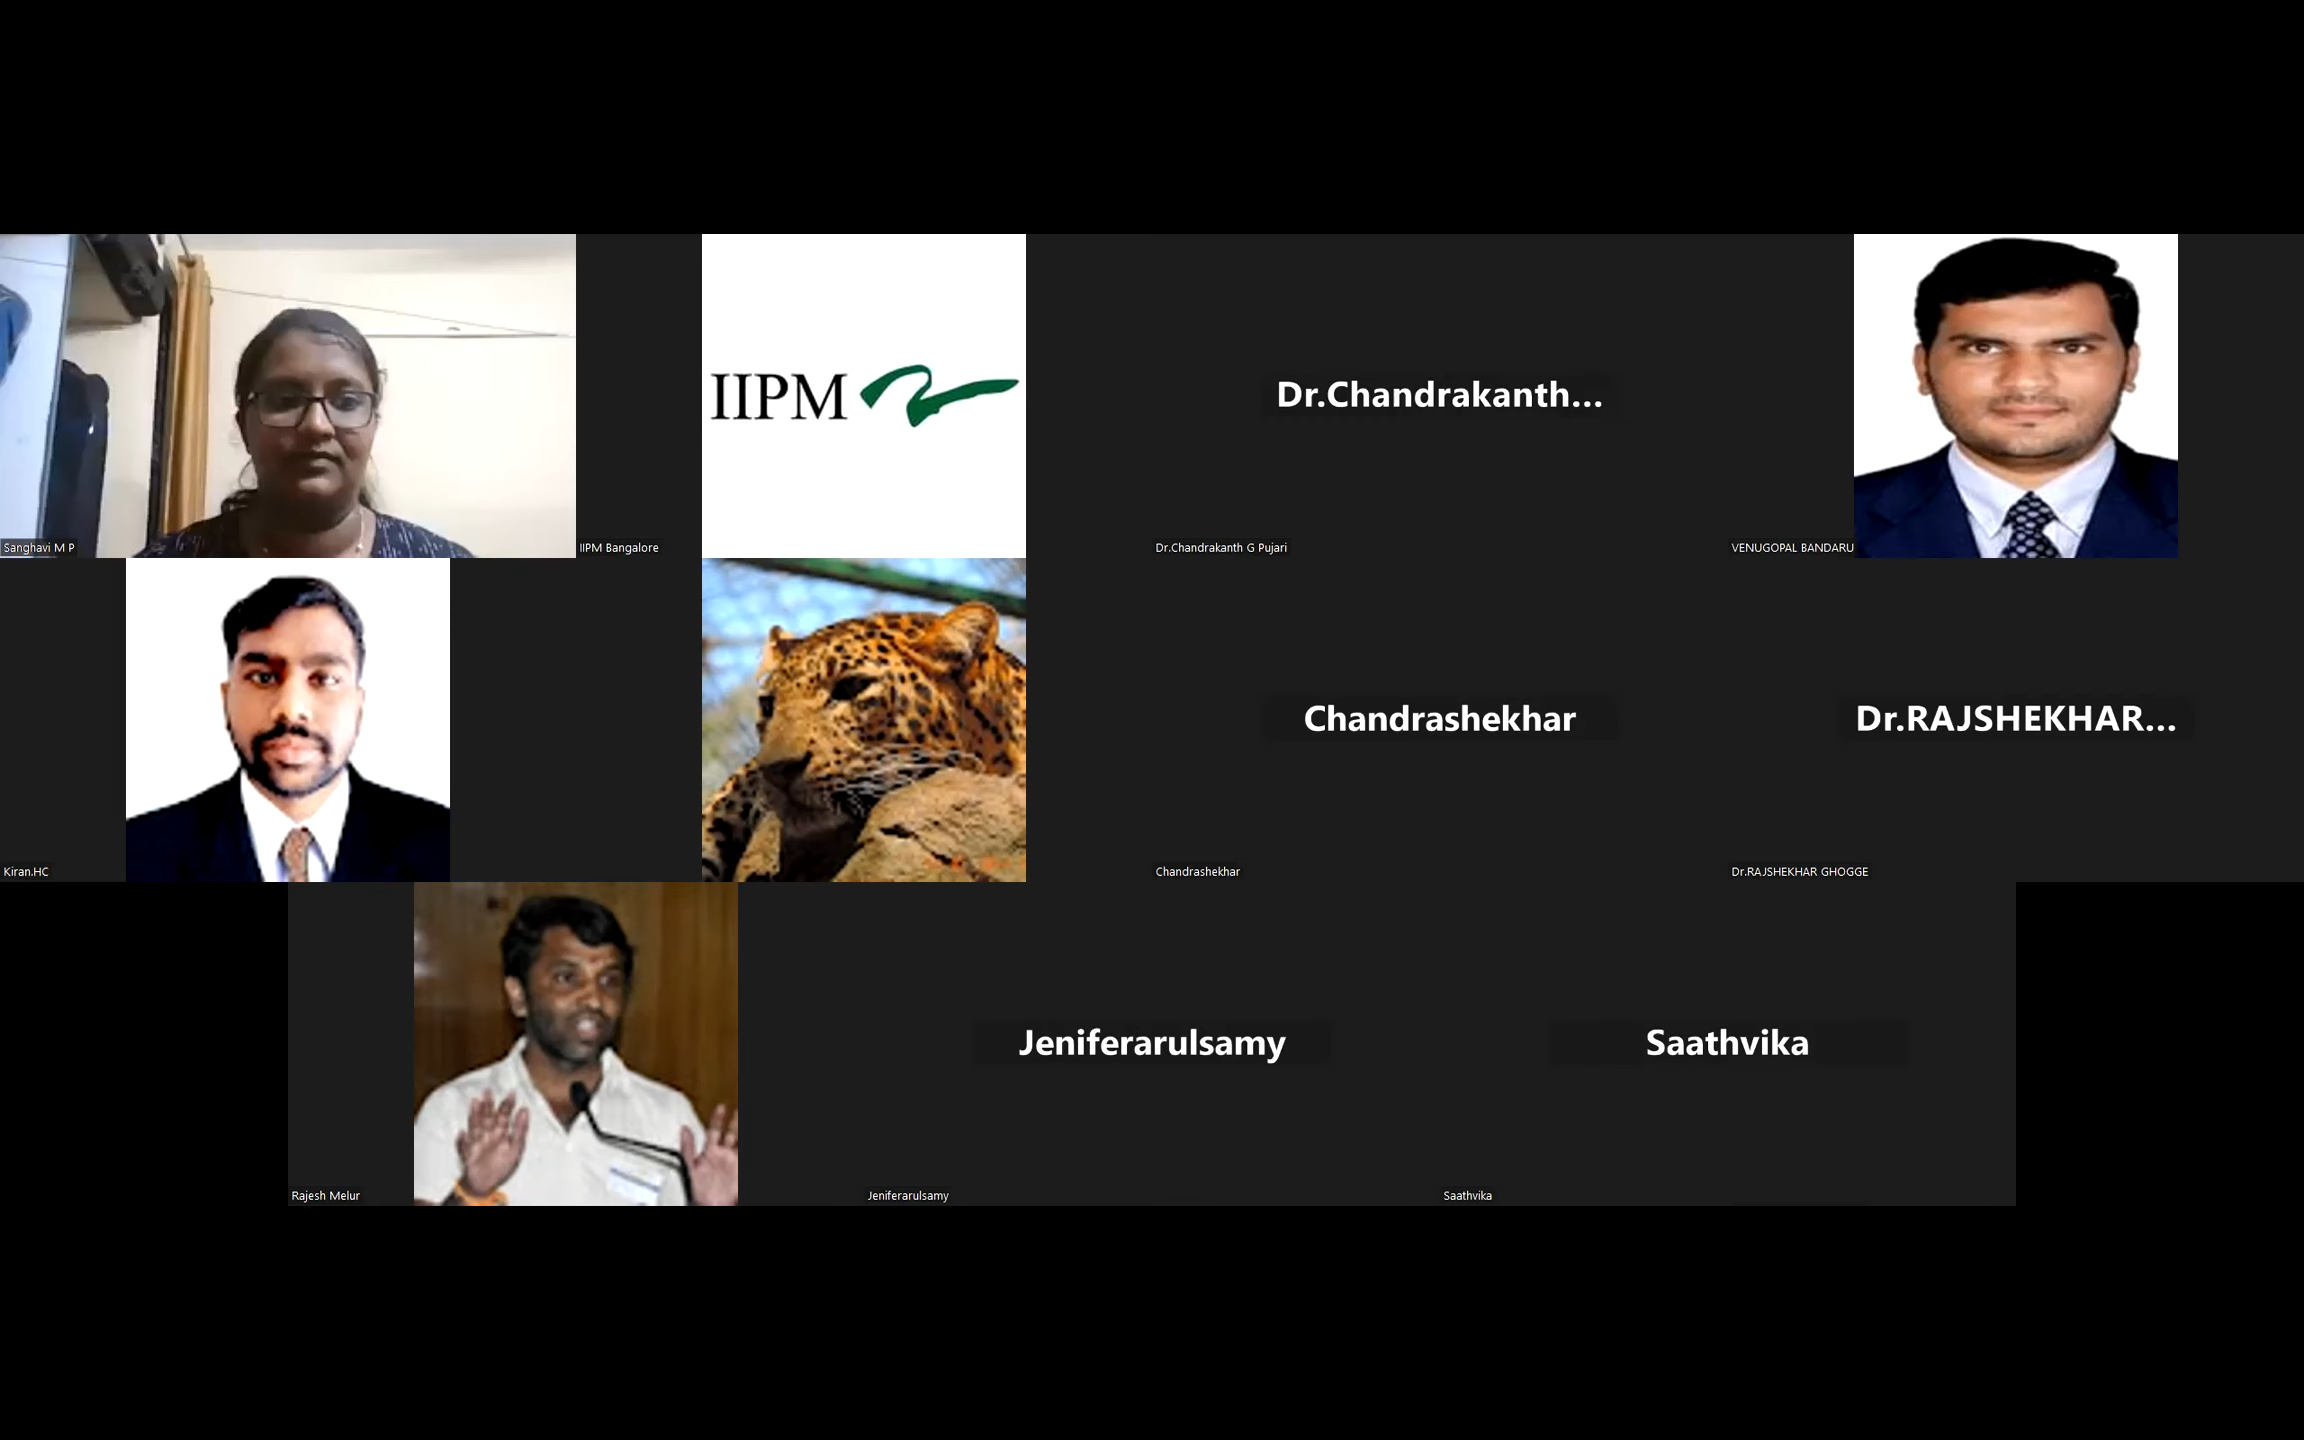 Sanghavi M P
IIPM
IIPM Bangalore
Dr.Chandrakanth...
Dr.Chandrakanth G Pujari
VENUGOPAL BANDARU
Kiran.HC
Chandrashekhar
Chandrashekhar
Dr.RAJSHEKHAR...
Dr.RAJSHEKHAR GHOGGE
Rajesh Melur
Jeniferarulsamy
Jeniferarulsamy
Saathvika
Saathvika